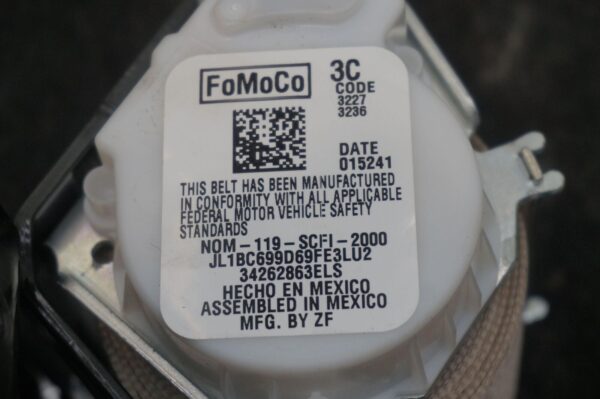 FoMoCo
3C
CODE
3227
3236
DATE
015241
THIS BELT HAS BEEN MANUFACTURED
IN CONFORMITY WITH ALL APPLICABLE
FEDERAL MOTOR VEHICLE SAFETY
STANDARDS
NOM-119-SCFI-2000
JL1BC699D69FE3LU2
34262863ELS
HECHO EN MEXICO
ASSEMBLED IN MEXICO
MFG. BY ZF